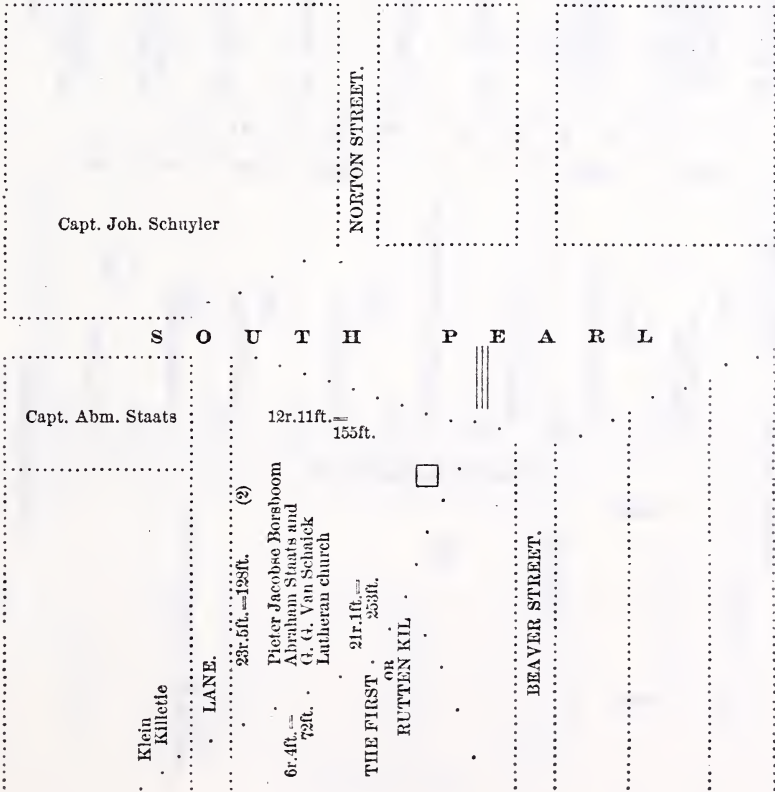 NORTON STREET.
Capt. Joh. Schuyler
SOUTH PEARL
Capt. Abm. Staats
12r.11ft.=
155ft.
LANE.
Klein
Killetie
23r.5ft.=128ft. (2)
Pieter Jacobse Borsboom
Abraham Staats and
G. G. Van Schaick
Lutheran church
6r.4ft.=
72ft.
21r.1ft.=
253ft.
THE FIRST
OR
RUTTEN KIL
BEAVER STREET.